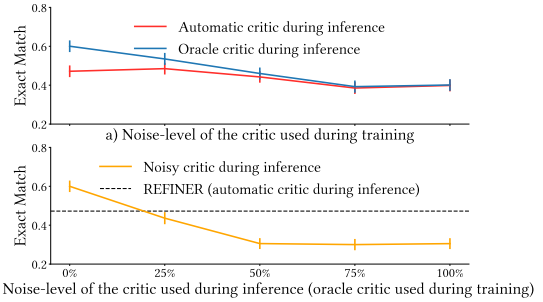 0.8
Automatic critic during inference
Oracle critic during inference
0.6
Exact Match
0.4
0.2
a) Noise-level of the critic used during training
0.8
Noisy critic during inference
REFINER (automatic critic during inference)
0.6
Exact Match
0.4
0.2
0% 25% 50% 75% 100%
Noise-level of the critic used during inference (oracle critic used during training)